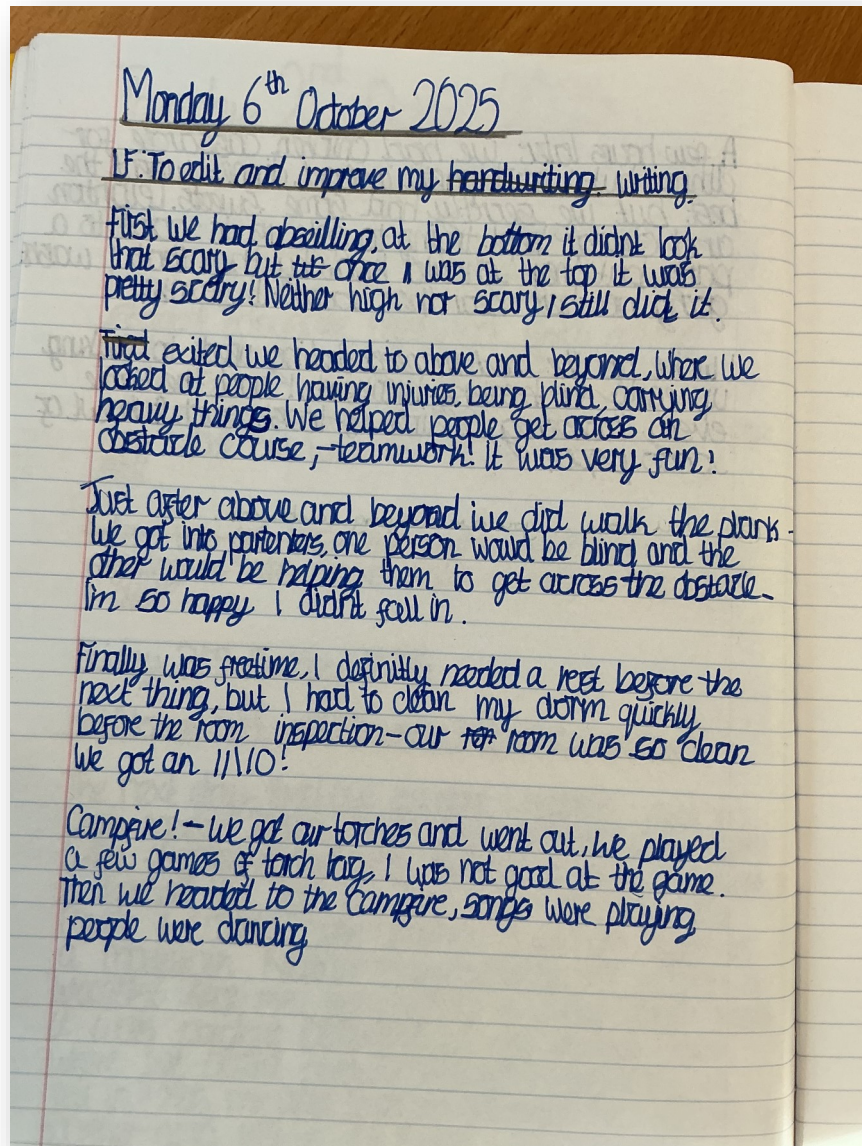 Monday 6th October 2025
LF: To edit and improve my handwriting. writing.
First we had abseilling, at the bottom it didnt look
that scary but once I was at the top it was
pretty scary! Neither high nor scary I still did it.
Tired exited we headed to above and beyond, where we
looked at people having injuries, being blind, carrying
heavy things. We helped people get across an
obstacle course, -teamwork! it was very fun!
Just after above and beyond we did walk the plank-
We got into partenters, one person would be blind and the
other would be helping them to get across the obstacle-
I'm so happy I didn't fall in.
Finally was freetime, I definitly needed a rest before the
next thing, but I had to clean my dorm quickly
before the room inspection-our room was so clean
We got an 11\10!
Campfire! - we got our torches and went out, we played
a few games of torch tag, I was not good at the game.
Then we headed to the campfire, songs were playing
people were dancing